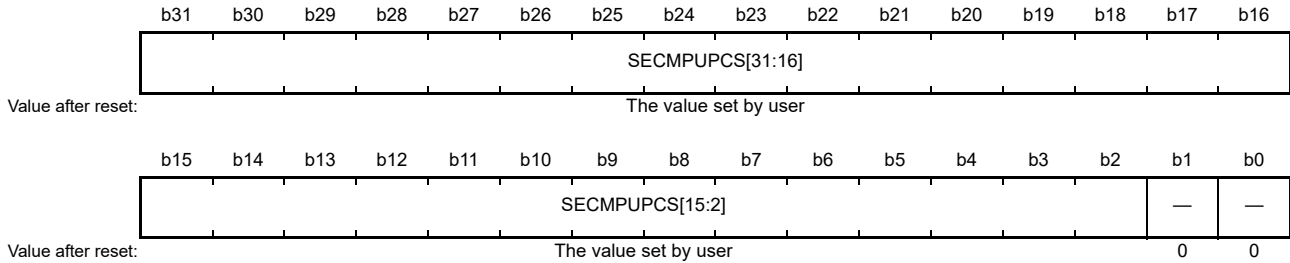 b31 b30 b29 b28 b27 b26 b25 b24 b23 b22 b21 b20 b19 b18 b17 b16
SECMPUPCS[31:16]
Value after reset: The value set by user
b15 b14 b13 b12 b11 b10 b9 b8 b7 b6 b5 b4 b3 b2 b1 b0
SECMPUPCS[15:2] — —
Value after reset: The value set by user 0 0